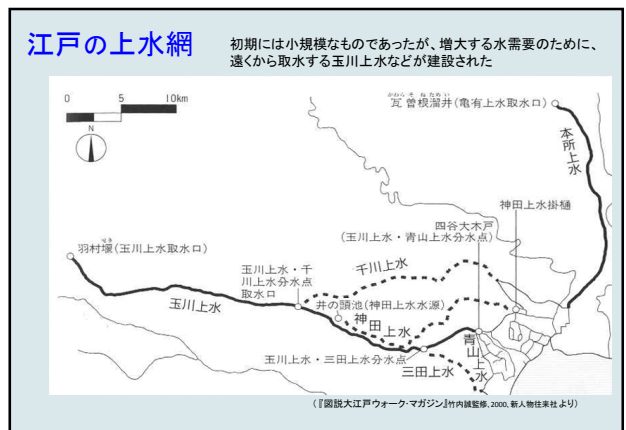 江戸の上水網
初期には小規模なものであったが、増大する水需要のために、
遠くから取水する玉川上水などが建設された
0 5 10km
N
かわら そ ね ため い
瓦曽根溜井(亀有上水取水口)
本所上水
神田上水掛樋
四谷大木戸
(玉川上水・青山上水分水点)
せき
羽村堰(玉川上水取水口)
玉川上水・千
川上水分水点
取水口
千川上水
井の頭池(神田上水水源)
玉川上水
神田上水
青山上水
玉川上水・三田上水分水点
三田上水
(『図説大江戸ウォーク・マガジン』竹内誠監修、2000、新人物往来社より)